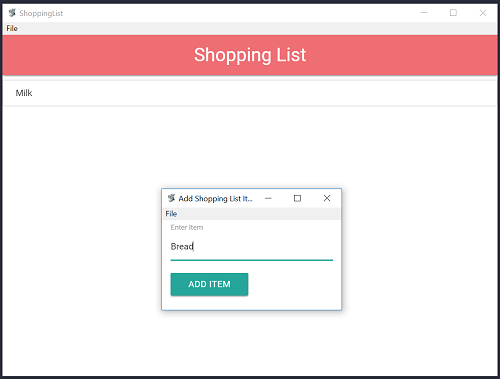 ShoppingList
File
Shopping List
Milk
Add Shopping List It...
File
Enter Item
Bread
ADD ITEM